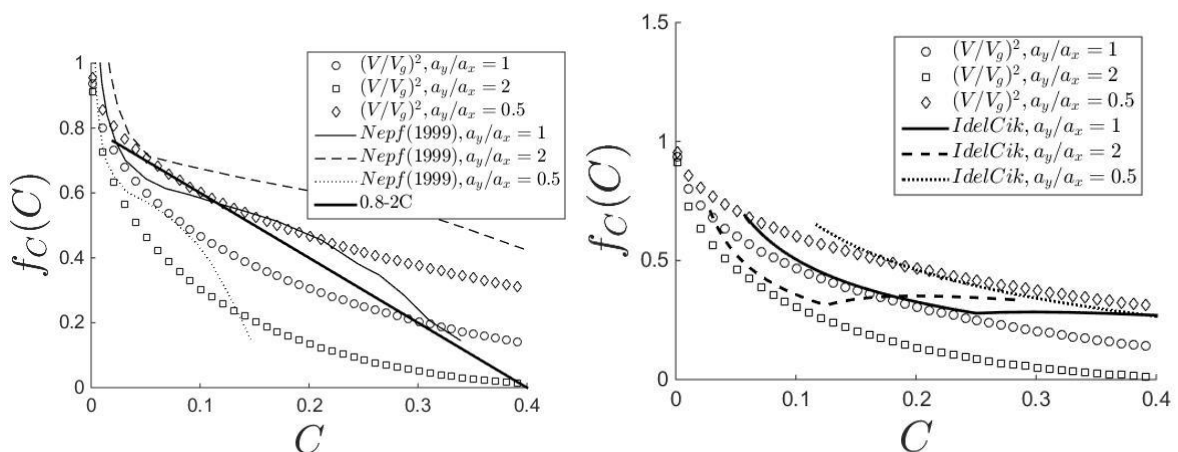 1
0.8
0.6
0.4
0.2
0
0 0.1 0.2 0.3 0.4
f_C(C)
C
(V/V_g)^2, a_y/a_x = 1
(V/V_g)^2, a_y/a_x = 2
(V/V_g)^2, a_y/a_x = 0.5
Nepf(1999), a_y/a_x = 1
Nepf(1999), a_y/a_x = 2
Nepf(1999), a_y/a_x = 0.5
0.8-2C
1.5
1
0.5
0
0 0.1 0.2 0.3 0.4
f_C(C)
C
(V/V_g)^2, a_y/a_x = 1
(V/V_g)^2, a_y/a_x = 2
(V/V_g)^2, a_y/a_x = 0.5
IdelCik, a_y/a_x = 1
IdelCik, a_y/a_x = 2
IdelCik, a_y/a_x = 0.5